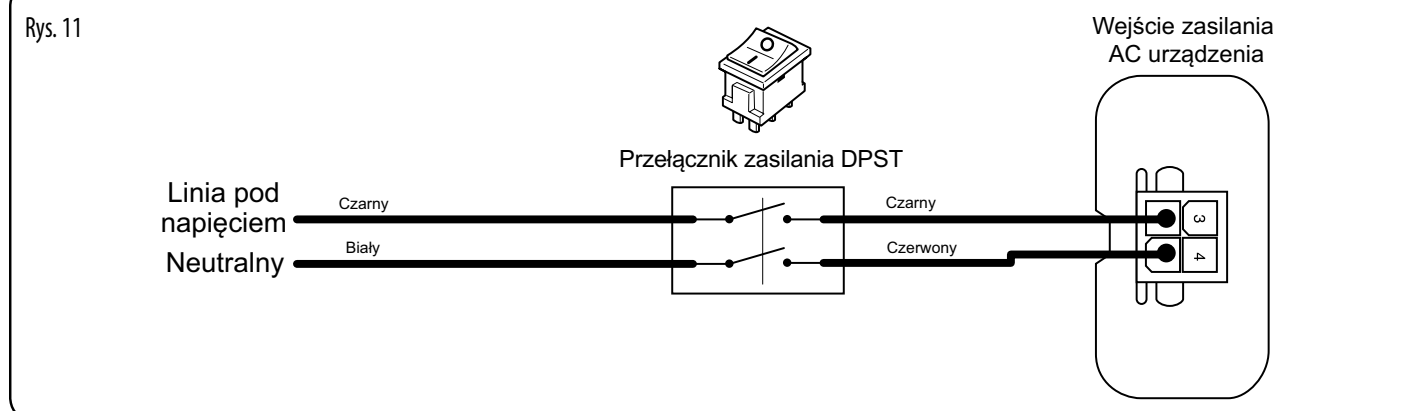 Rys. 11
Wejście zasilania
AC urządzenia
Przełącznik zasilania DPST
Linia pod
napięciem
Czarny
Czarny
Neutralny
Biały
Czerwony
3
4